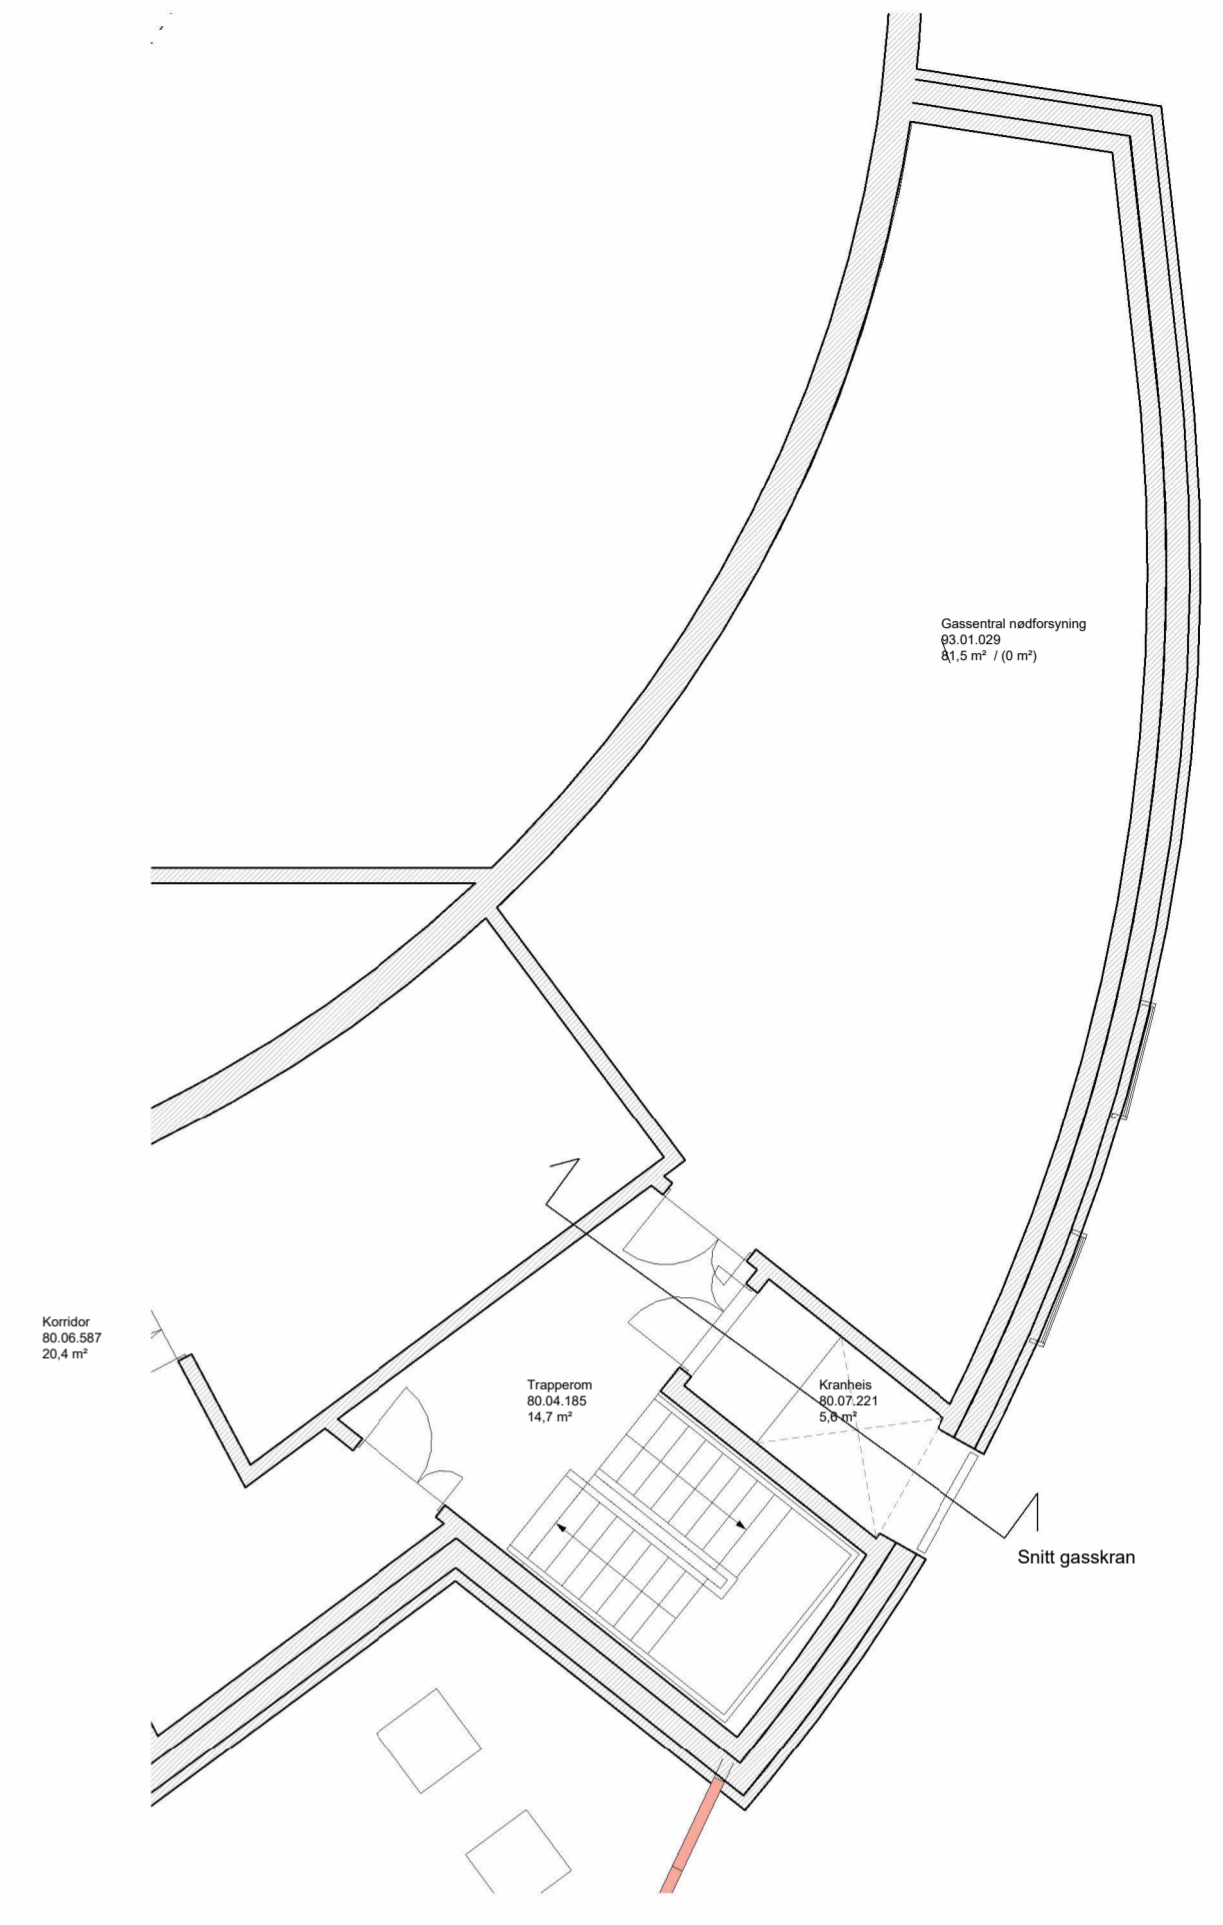 Gassentral nødforsyning
03.01.029
81,5 m² / (0 m²)
Korridor
80.06.587
20,4 m²
Trapperom
80.04.185
14,7 m²
Kranheis
80.07.221
5,6 m²
Snitt gasskran